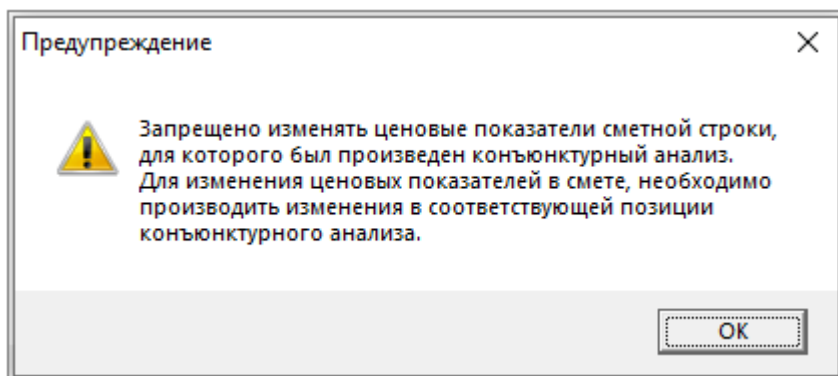 Предупреждение
Запрещено изменять ценовые показатели сметной строки,
для которого был произведен конъюнктурный анализ.
Для изменения ценовых показателей в смете, необходимо
производить изменения в соответствующей позиции
конъюнктурного анализа.
OK